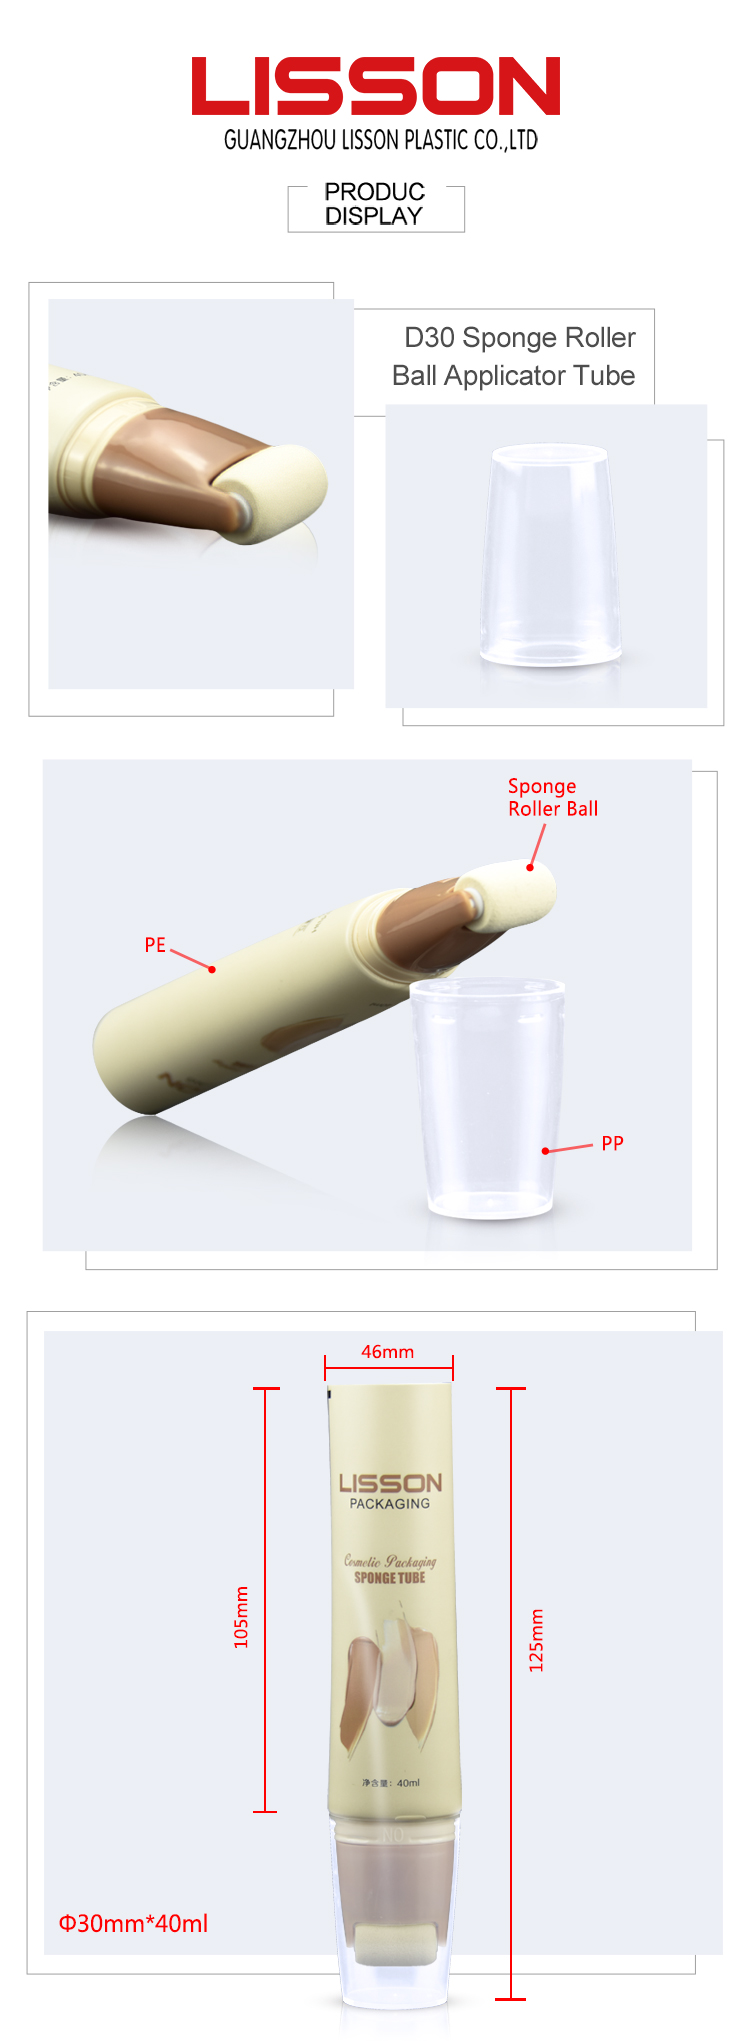 LISSON
GUANGZHOU LISSON PLASTIC CO.,LTD
PRODUC
DISPLAY
D30 Sponge Roller
Ball Applicator Tube
Sponge
Roller Ball
PE
PP
46mm
105mm
125mm
LISSON
PACKAGING
Cosmetic Packaging
SPONGE TUBE
净含量：40ml
NO
Φ30mm*40ml